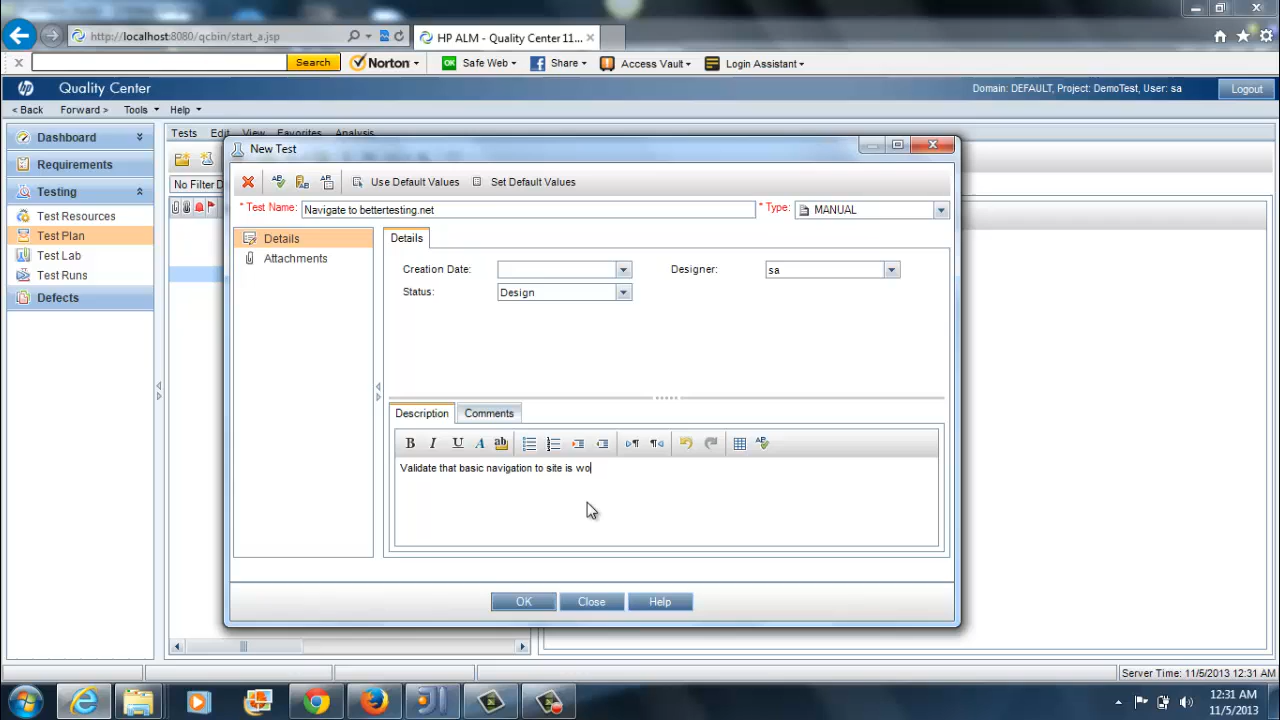 http://localhost:8080/qcbin/start_a.jsp
HP ALM - Quality Center 11...
Search
Norton
OK Safe Web
Share
Access Vault
Login Assistant
hp Quality Center
Domain: DEFAULT, Project: DemoTest, User: sa
Logout
< Back Forward > Tools Help
Dashboard
Requirements
Testing
Test Resources
Test Plan
Test Lab
Test Runs
Defects
Tests Edit View Favorites Analysis
No Filter D
New Test
Use Default Values
Set Default Values
* Test Name: Navigate to bettertesting.net
* Type: MANUAL
Details
Attachments
Details
Creation Date:
Designer: sa
Status: Design
Description Comments
B I U A ab
Validate that basic navigation to site is wo
OK Close Help
Server Time: 11/5/2013 12:31 AM
12:31 AM
11/5/2013